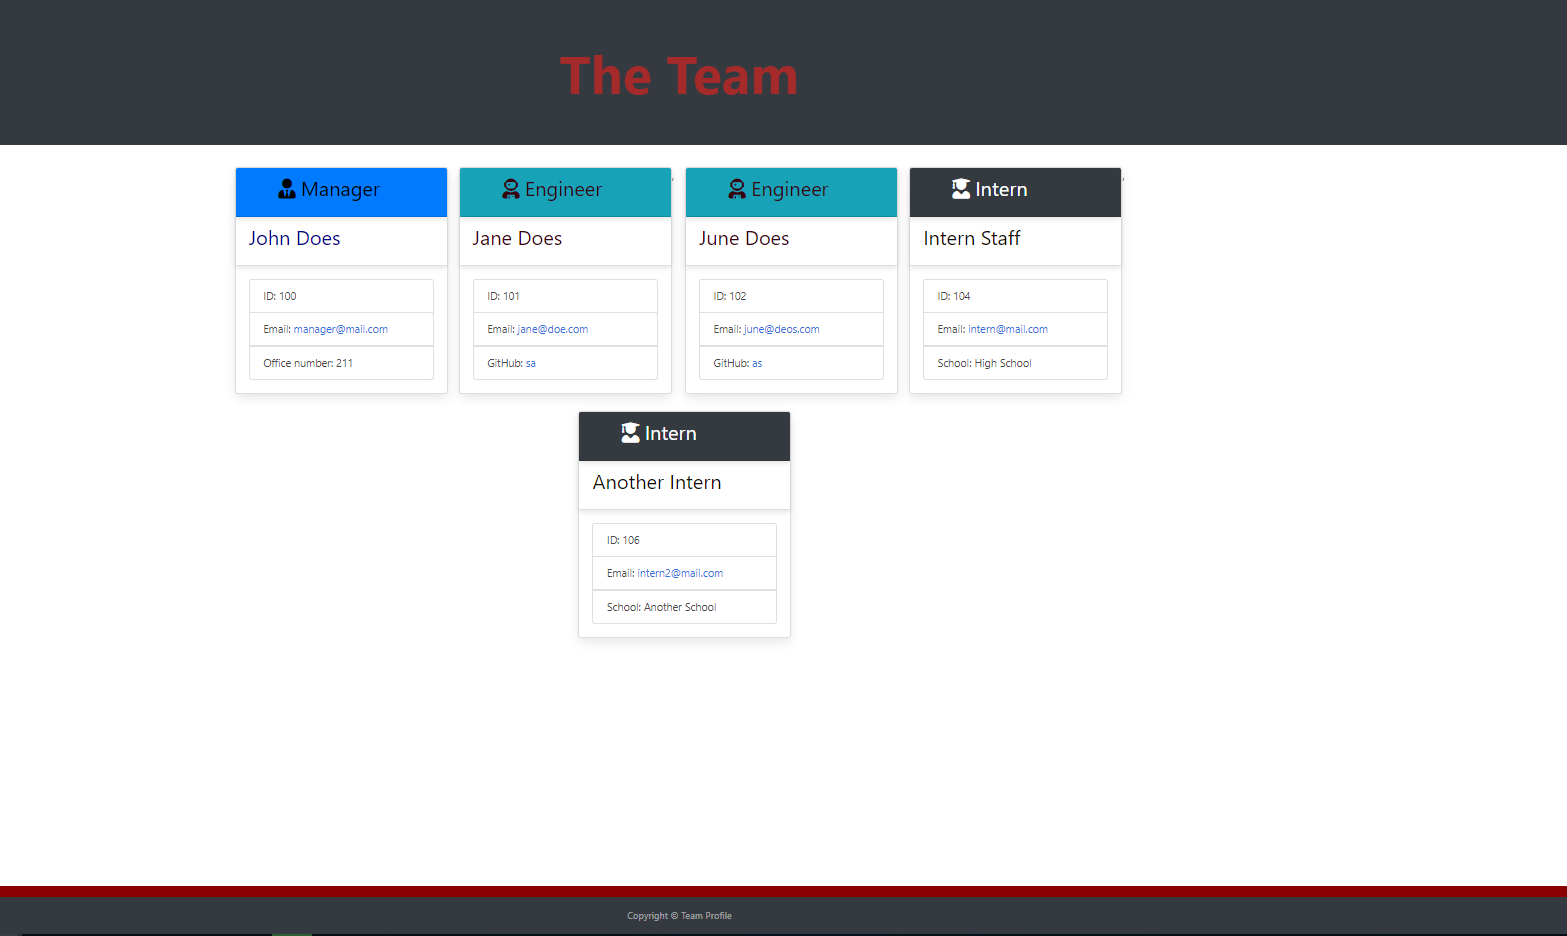 The Team
Manager
John Does
ID: 100
Email: manager@mail.com
Office number: 211
Engineer
Jane Does
ID: 101
Email: jane@doe.com
GitHub: sa
,
Engineer
June Does
ID: 102
Email: june@deos.com
GitHub: as
Intern
Intern Staff
ID: 104
Email: intern@mail.com
School: High School
,
Intern
Another Intern
ID: 106
Email: intern2@mail.com
School: Another School
Copyright © Team Profile